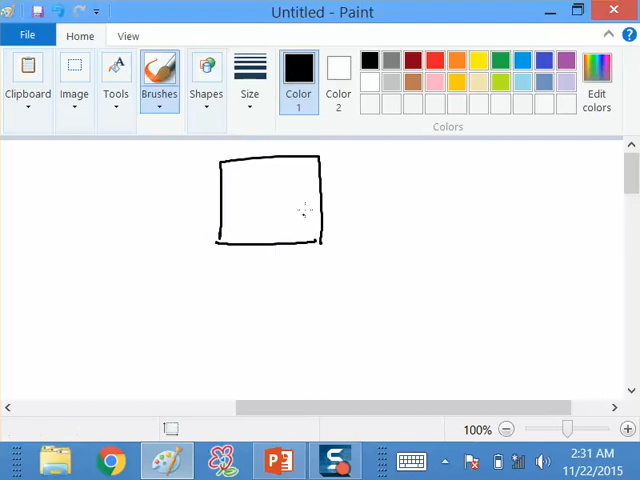 Untitled - Paint
File Home View
Clipboard Image Tools Brushes Shapes Size Color 1 Color 2 Edit colors
Colors
100%
2:31 AM
11/22/2015